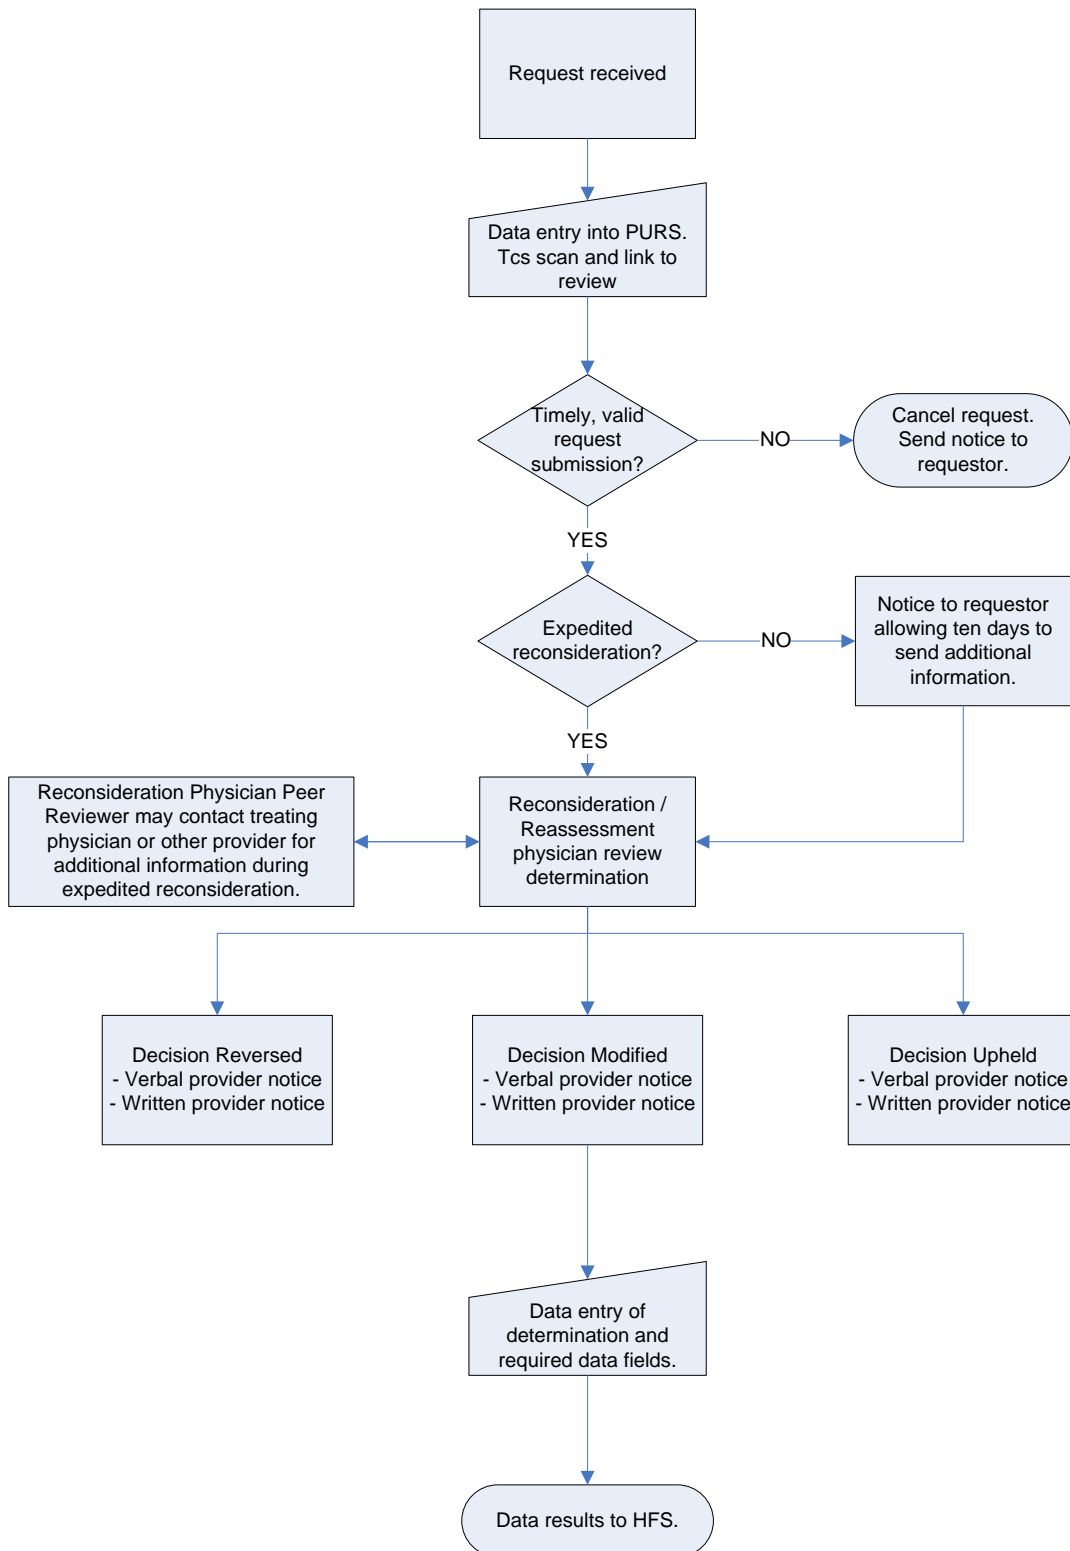 Request received
Data entry into PURS.
Tcs scan and link to
review
Timely, valid
request
submission?
NO
Cancel request.
Send notice to
requestor.
YES
Expedited
reconsideration?
NO
Notice to requestor
allowing ten days to
send additional
information.
YES
Reconsideration Physician Peer
Reviewer may contact treating
physician or other provider for
additional information during
expedited reconsideration.
Reconsideration /
Reassessment
physician review
determination
Decision Reversed
- Verbal provider notice
- Written provider notice
Decision Modified
- Verbal provider notice
- Written provider notice
Decision Upheld
- Verbal provider notice
- Written provider notice
Data entry of
determination and
required data fields.
Data results to HFS.